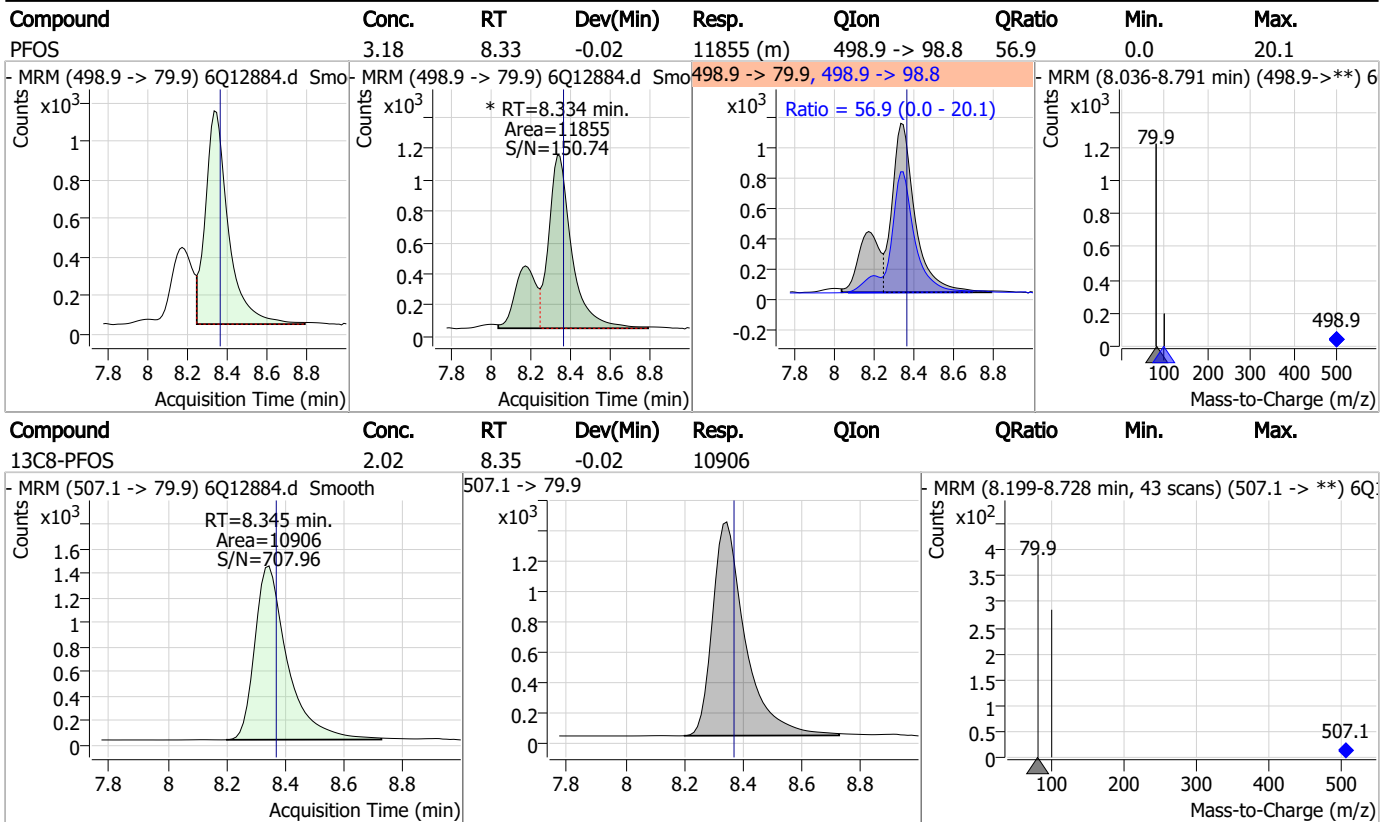 Compound Conc. RT Dev(Min) Resp. QIon QRatio Min. Max.
PFOS 3.18 8.33 -0.02 11855 (m) 498.9 -> 98.8 56.9 0.0 20.1
- MRM (498.9 -> 79.9) 6Q12884.d Smo
Counts
x10³
1
0.8
0.6
0.4
0.2
0
7.8 8 8.2 8.4 8.6 8.8
Acquisition Time (min)
- MRM (498.9 -> 79.9) 6Q12884.d Smo
Counts
x10³
* RT=8.334 min.
Area=11855
S/N=150.74
1.2
1
0.8
0.6
0.4
0.2
0
7.8 8 8.2 8.4 8.6 8.8
Acquisition Time (min)
498.9 -> 79.9, 498.9 -> 98.8
x10³
Ratio = 56.9 (0.0 - 20.1)
1
0.8
0.6
0.4
0.2
0
-0.2
7.8 8 8.2 8.4 8.6 8.8
- MRM (8.036-8.791 min) (498.9->**) 6
Counts
x10³
79.9
1.2
1
0.8
0.6
0.4
0.2
0
498.9
100 200 300 400 500
Mass-to-Charge (m/z)
Compound Conc. RT Dev(Min) Resp. QIon QRatio Min. Max.
13C8-PFOS 2.02 8.35 -0.02 10906
- MRM (507.1 -> 79.9) 6Q12884.d Smooth
Counts
x10³
RT=8.345 min.
Area=10906
S/N=707.96
1.6
1.4
1.2
1
0.8
0.6
0.4
0.2
0
7.8 8 8.2 8.4 8.6 8.8
Acquisition Time (min)
507.1 -> 79.9
x10³
1.2
1
0.8
0.6
0.4
0.2
0
7.8 8 8.2 8.4 8.6 8.8
- MRM (8.199-8.728 min, 43 scans) (507.1 -> **) 6Q
Counts
x10²
79.9
4
3.5
3
2.5
2
1.5
1
0.5
0
507.1
100 200 300 400 500
Mass-to-Charge (m/z)